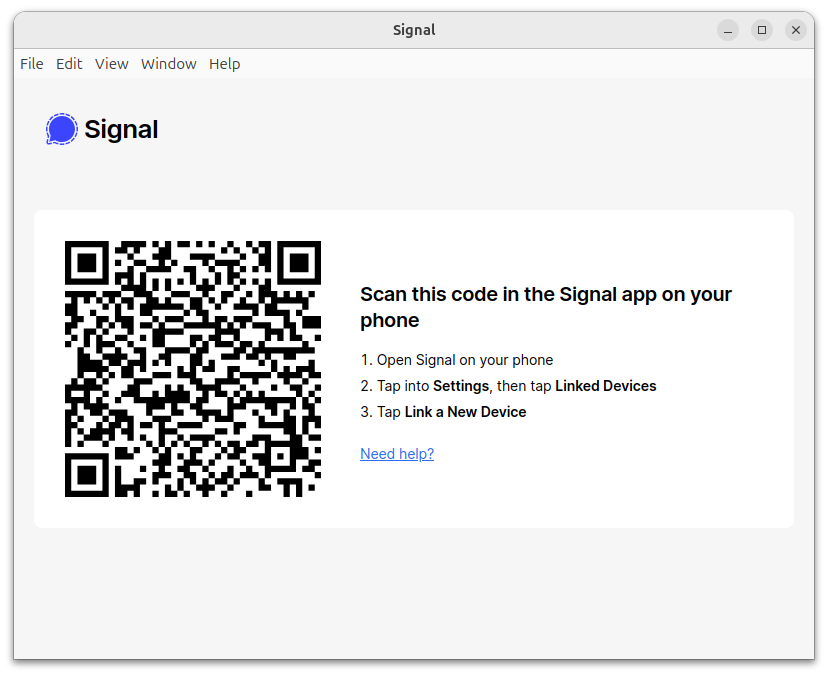 Signal
File Edit View Window Help
Signal
Scan this code in the Signal app on your
phone
1. Open Signal on your phone
2. Tap into Settings, then tap Linked Devices
3. Tap Link a New Device
Need help?